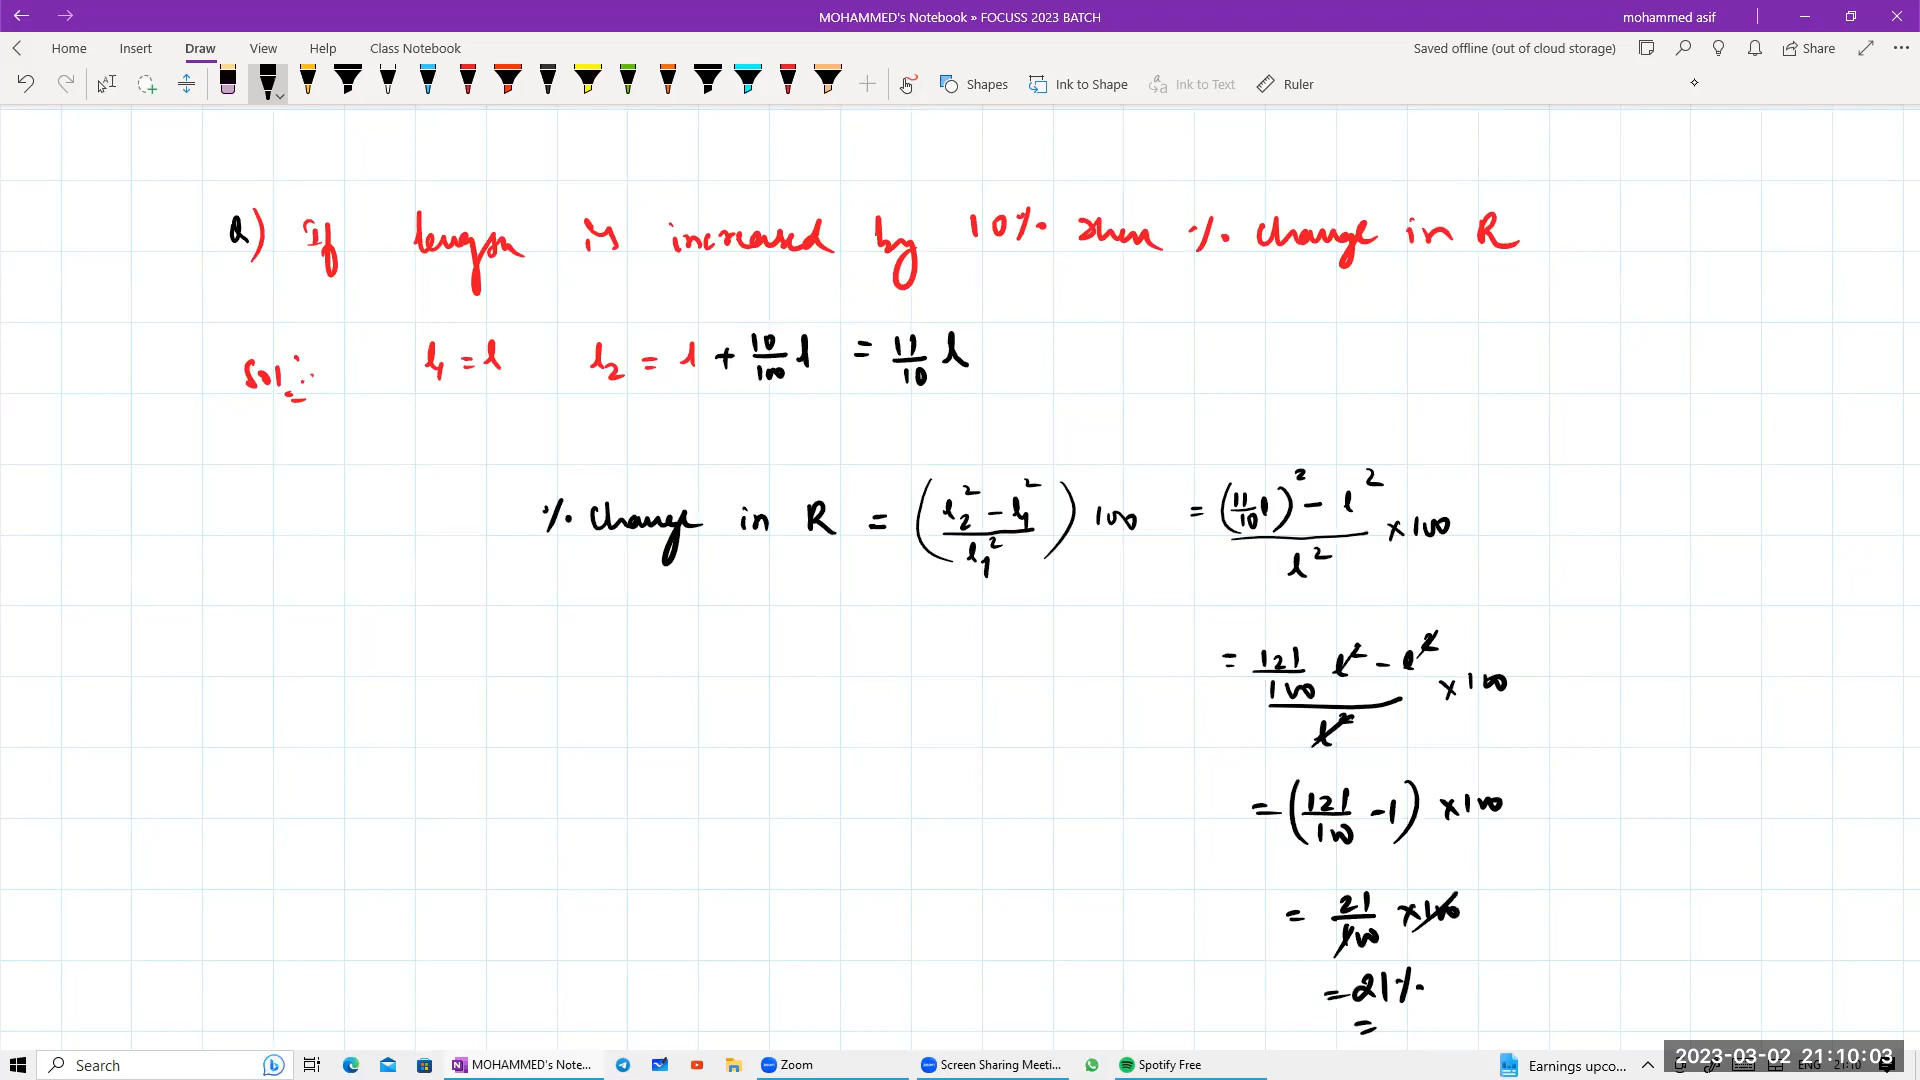 MOHAMMED's Notebook » FOCUSS 2023 BATCH
mohammed asif
Home Insert Draw View Help Class Notebook
Saved offline (out of cloud storage)
Share
Shapes Ink to Shape Ink to Text Ruler
Q) If length is increased by 10% then % change in R
Sol:
l₁ = l l₂ = l + 10/100 l = 11/10 l
% change in R = ((l₂² - l₁²)/l₁²) 100 = ((11/10 l)² - l²)/l² × 100
= (121/100 l² - l²)/l² × 100
= (121/100 - 1) × 100
= 21/100 × 100
= 21%
=
Search
MOHAMMED's Note...
Zoom
Screen Sharing Meeti...
Spotify Free
Earnings upco...
2023-03-02 21:10:03